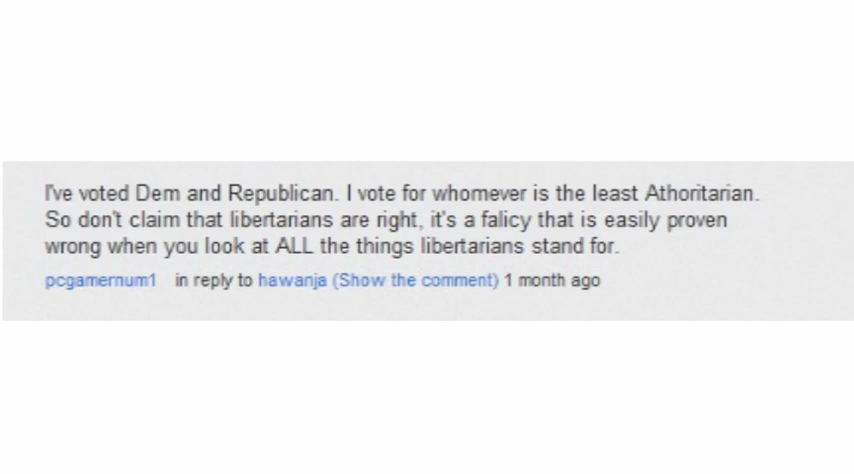 I've voted Dem and Republican. I vote for whomever is the least Athoritarian.
So don't claim that libertarians are right, it's a falicy that is easily proven
wrong when you look at ALL the things libertarians stand for.
pcgamernum1 in reply to hawanja (Show the comment) 1 month ago